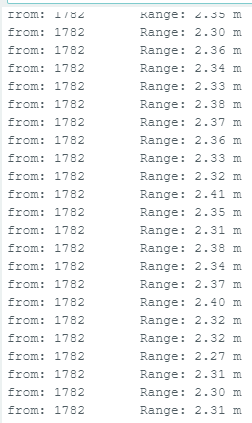 from: 1782 Range: 2.35 m
from: 1782 Range: 2.30 m
from: 1782 Range: 2.36 m
from: 1782 Range: 2.34 m
from: 1782 Range: 2.33 m
from: 1782 Range: 2.38 m
from: 1782 Range: 2.37 m
from: 1782 Range: 2.36 m
from: 1782 Range: 2.33 m
from: 1782 Range: 2.32 m
from: 1782 Range: 2.41 m
from: 1782 Range: 2.35 m
from: 1782 Range: 2.31 m
from: 1782 Range: 2.38 m
from: 1782 Range: 2.34 m
from: 1782 Range: 2.37 m
from: 1782 Range: 2.40 m
from: 1782 Range: 2.32 m
from: 1782 Range: 2.32 m
from: 1782 Range: 2.27 m
from: 1782 Range: 2.31 m
from: 1782 Range: 2.30 m
from: 1782 Range: 2.31 m